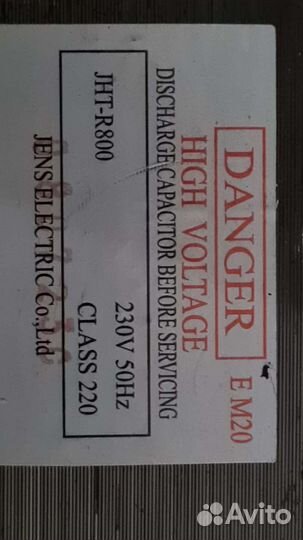 DANGER E M20
HIGH VOLTAGE
DISCHARGE CAPACITOR BEFORE SERVICING
JHT-R800 230V 50Hz
CLASS 220
JENS ELECTRIC Co.,Ltd
Avito